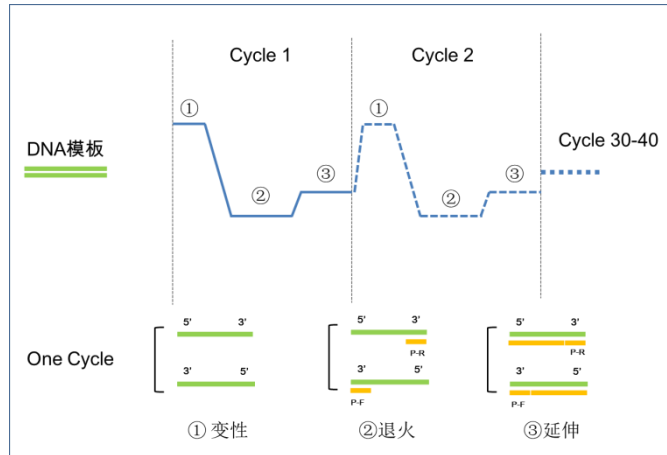 Cycle 1
Cycle 2
①
①
Cycle 30-40
DNA模板
③
③
②
②
5' 3'
5' 3'
5' 3'
P-R
P-R
One Cycle
3' 5'
3' 5'
3' 5'
P-F
P-F
① 变性
②退火
③延伸